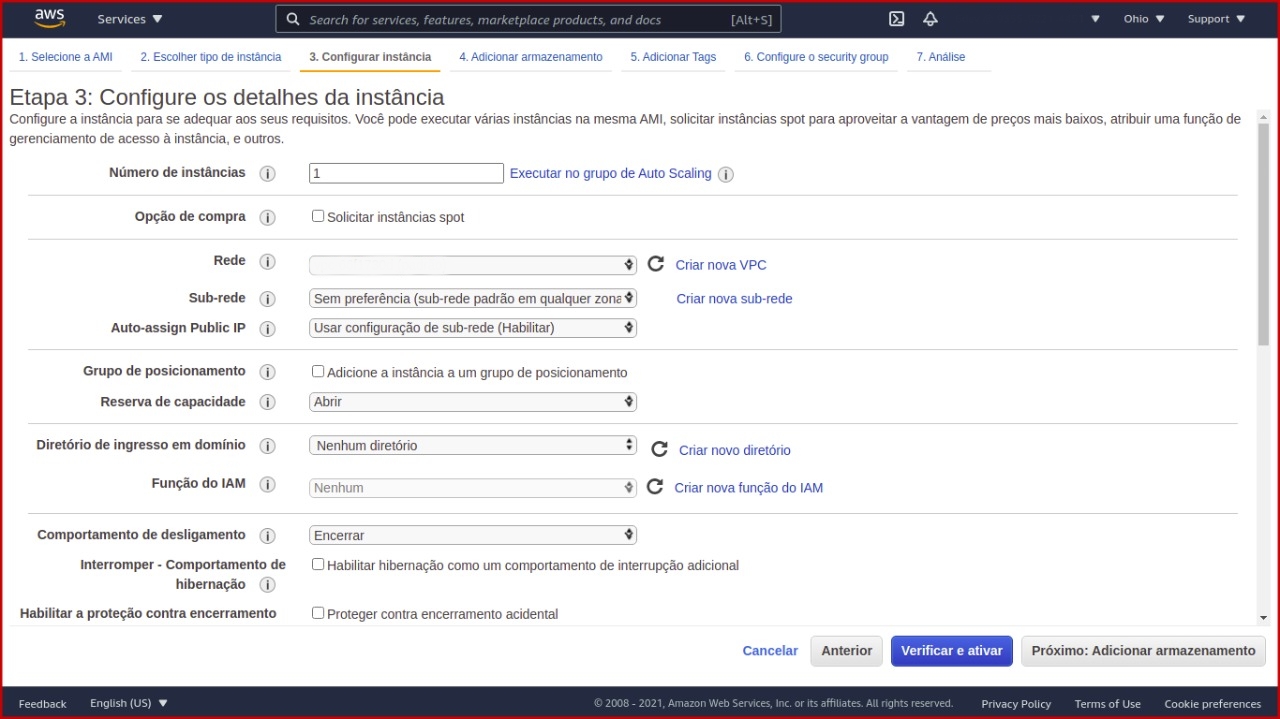 aws
Services
Search for services, features, marketplace products, and docs
[Alt+S]
Ohio
Support
1. Selecione a AMI
2. Escolher tipo de instância
3. Configurar instância
4. Adicionar armazenamento
5. Adicionar Tags
6. Configure o security group
7. Análise
Etapa 3: Configure os detalhes da instância
Configure a instância para se adequar aos seus requisitos. Você pode executar várias instâncias na mesma AMI, solicitar instâncias spot para aproveitar a vantagem de preços mais baixos, atribuir uma função de
gerenciamento de acesso à instância, e outros.
Número de instâncias
1
Executar no grupo de Auto Scaling
Opção de compra
Solicitar instâncias spot
Rede
Criar nova VPC
Sub-rede
Sem preferência (sub-rede padrão em qualquer zona
Criar nova sub-rede
Auto-assign Public IP
Usar configuração de sub-rede (Habilitar)
Grupo de posicionamento
Adicione a instância a um grupo de posicionamento
Reserva de capacidade
Abrir
Diretório de ingresso em domínio
Nenhum diretório
Criar novo diretório
Função do IAM
Nenhum
Criar nova função do IAM
Comportamento de desligamento
Encerrar
Interromper - Comportamento de
hibernação
Habilitar hibernação como um comportamento de interrupção adicional
Habilitar a proteção contra encerramento
Proteger contra encerramento acidental
Cancelar
Anterior
Verificar e ativar
Próximo: Adicionar armazenamento
Feedback
English (US)
© 2008 - 2021, Amazon Web Services, Inc. or its affiliates. All rights reserved.
Privacy Policy
Terms of Use
Cookie preferences